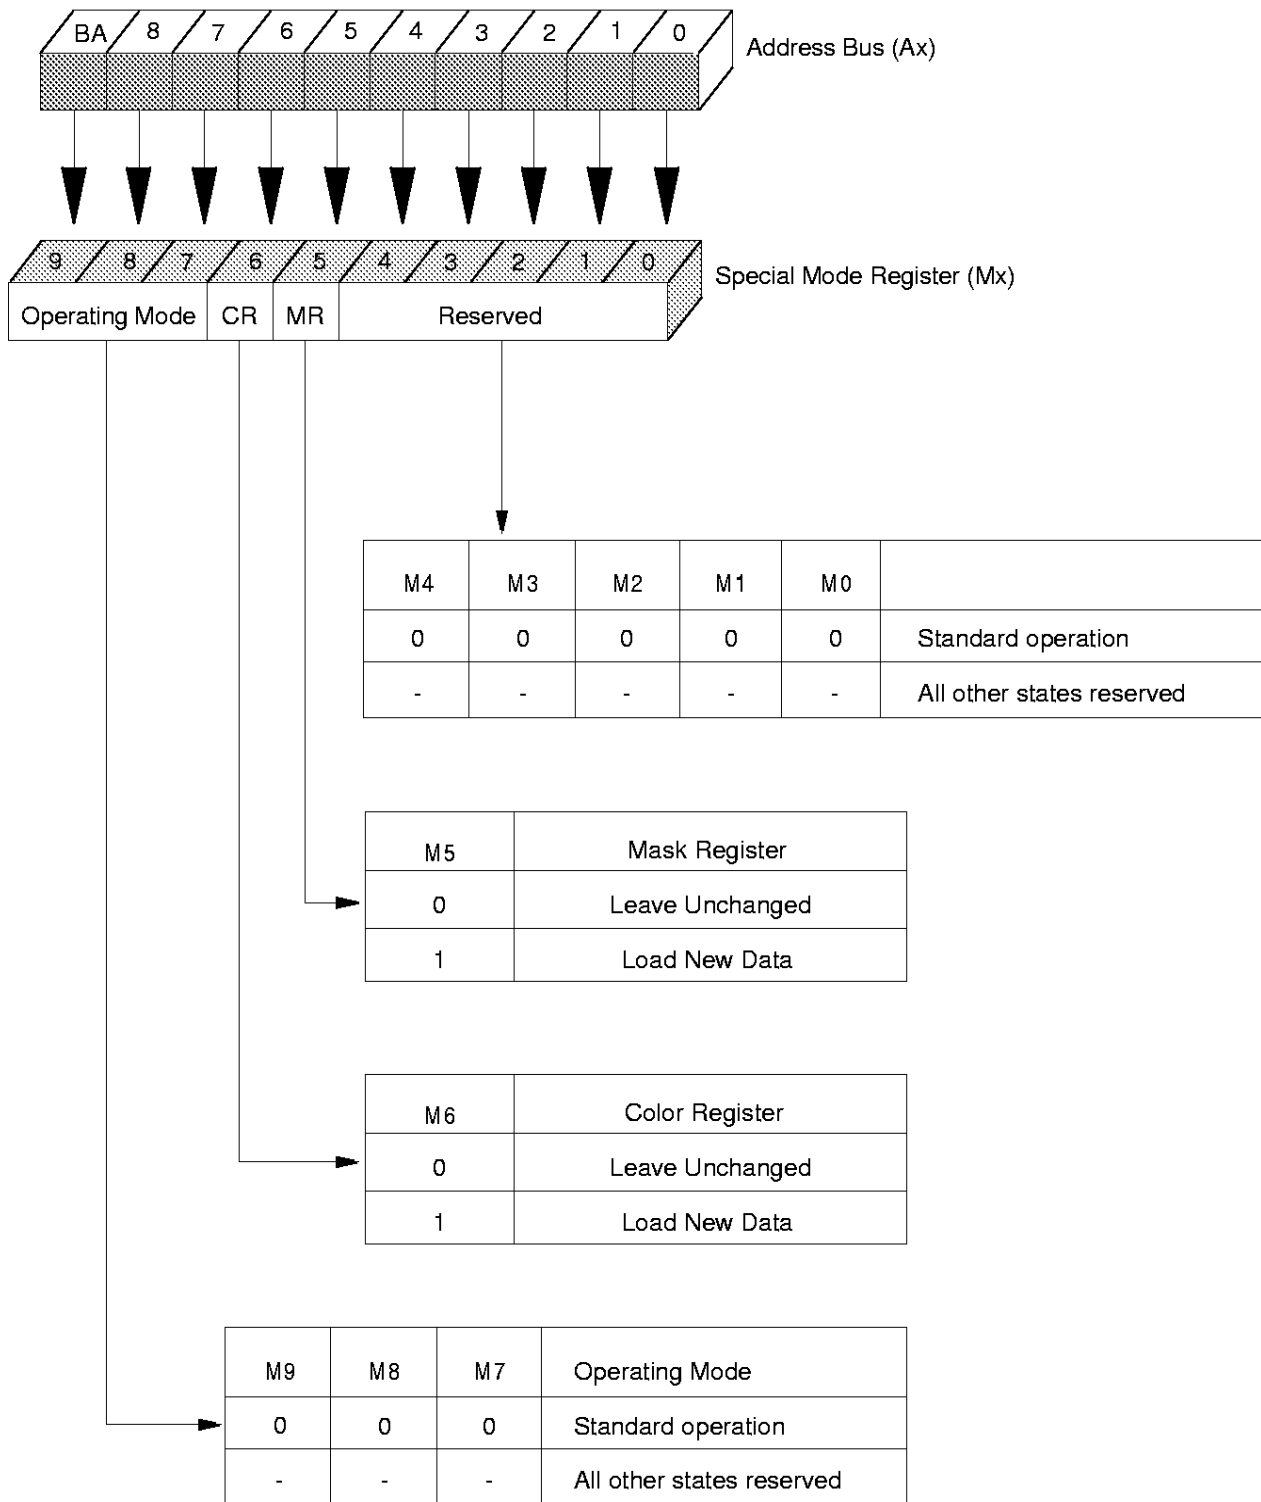 BA 8 7 6 5 4 3 2 1 0
Address Bus (Ax)
9 8 7 6 5 4 3 2 1 0
Special Mode Register (Mx)
Operating Mode CR MR Reserved
M4 M3 M2 M1 M0
0 0 0 0 0 Standard operation
- - - - - All other states reserved
M5 Mask Register
0 Leave Unchanged
1 Load New Data
M6 Color Register
0 Leave Unchanged
1 Load New Data
M9 M8 M7 Operating Mode
0 0 0 Standard operation
- - - All other states reserved